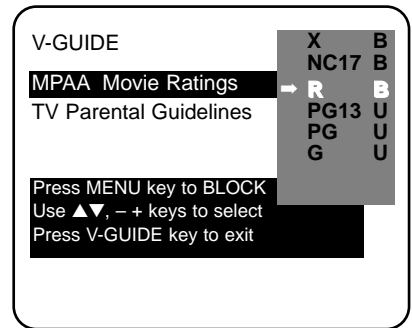 V-GUIDE
MPAA Movie Ratings
TV Parental Guidelines
X B
NC17 B
➡ R B
PG13 U
PG U
G U
Press MENU key to BLOCK
Use ▲▼, – + keys to select
Press V-GUIDE key to exit